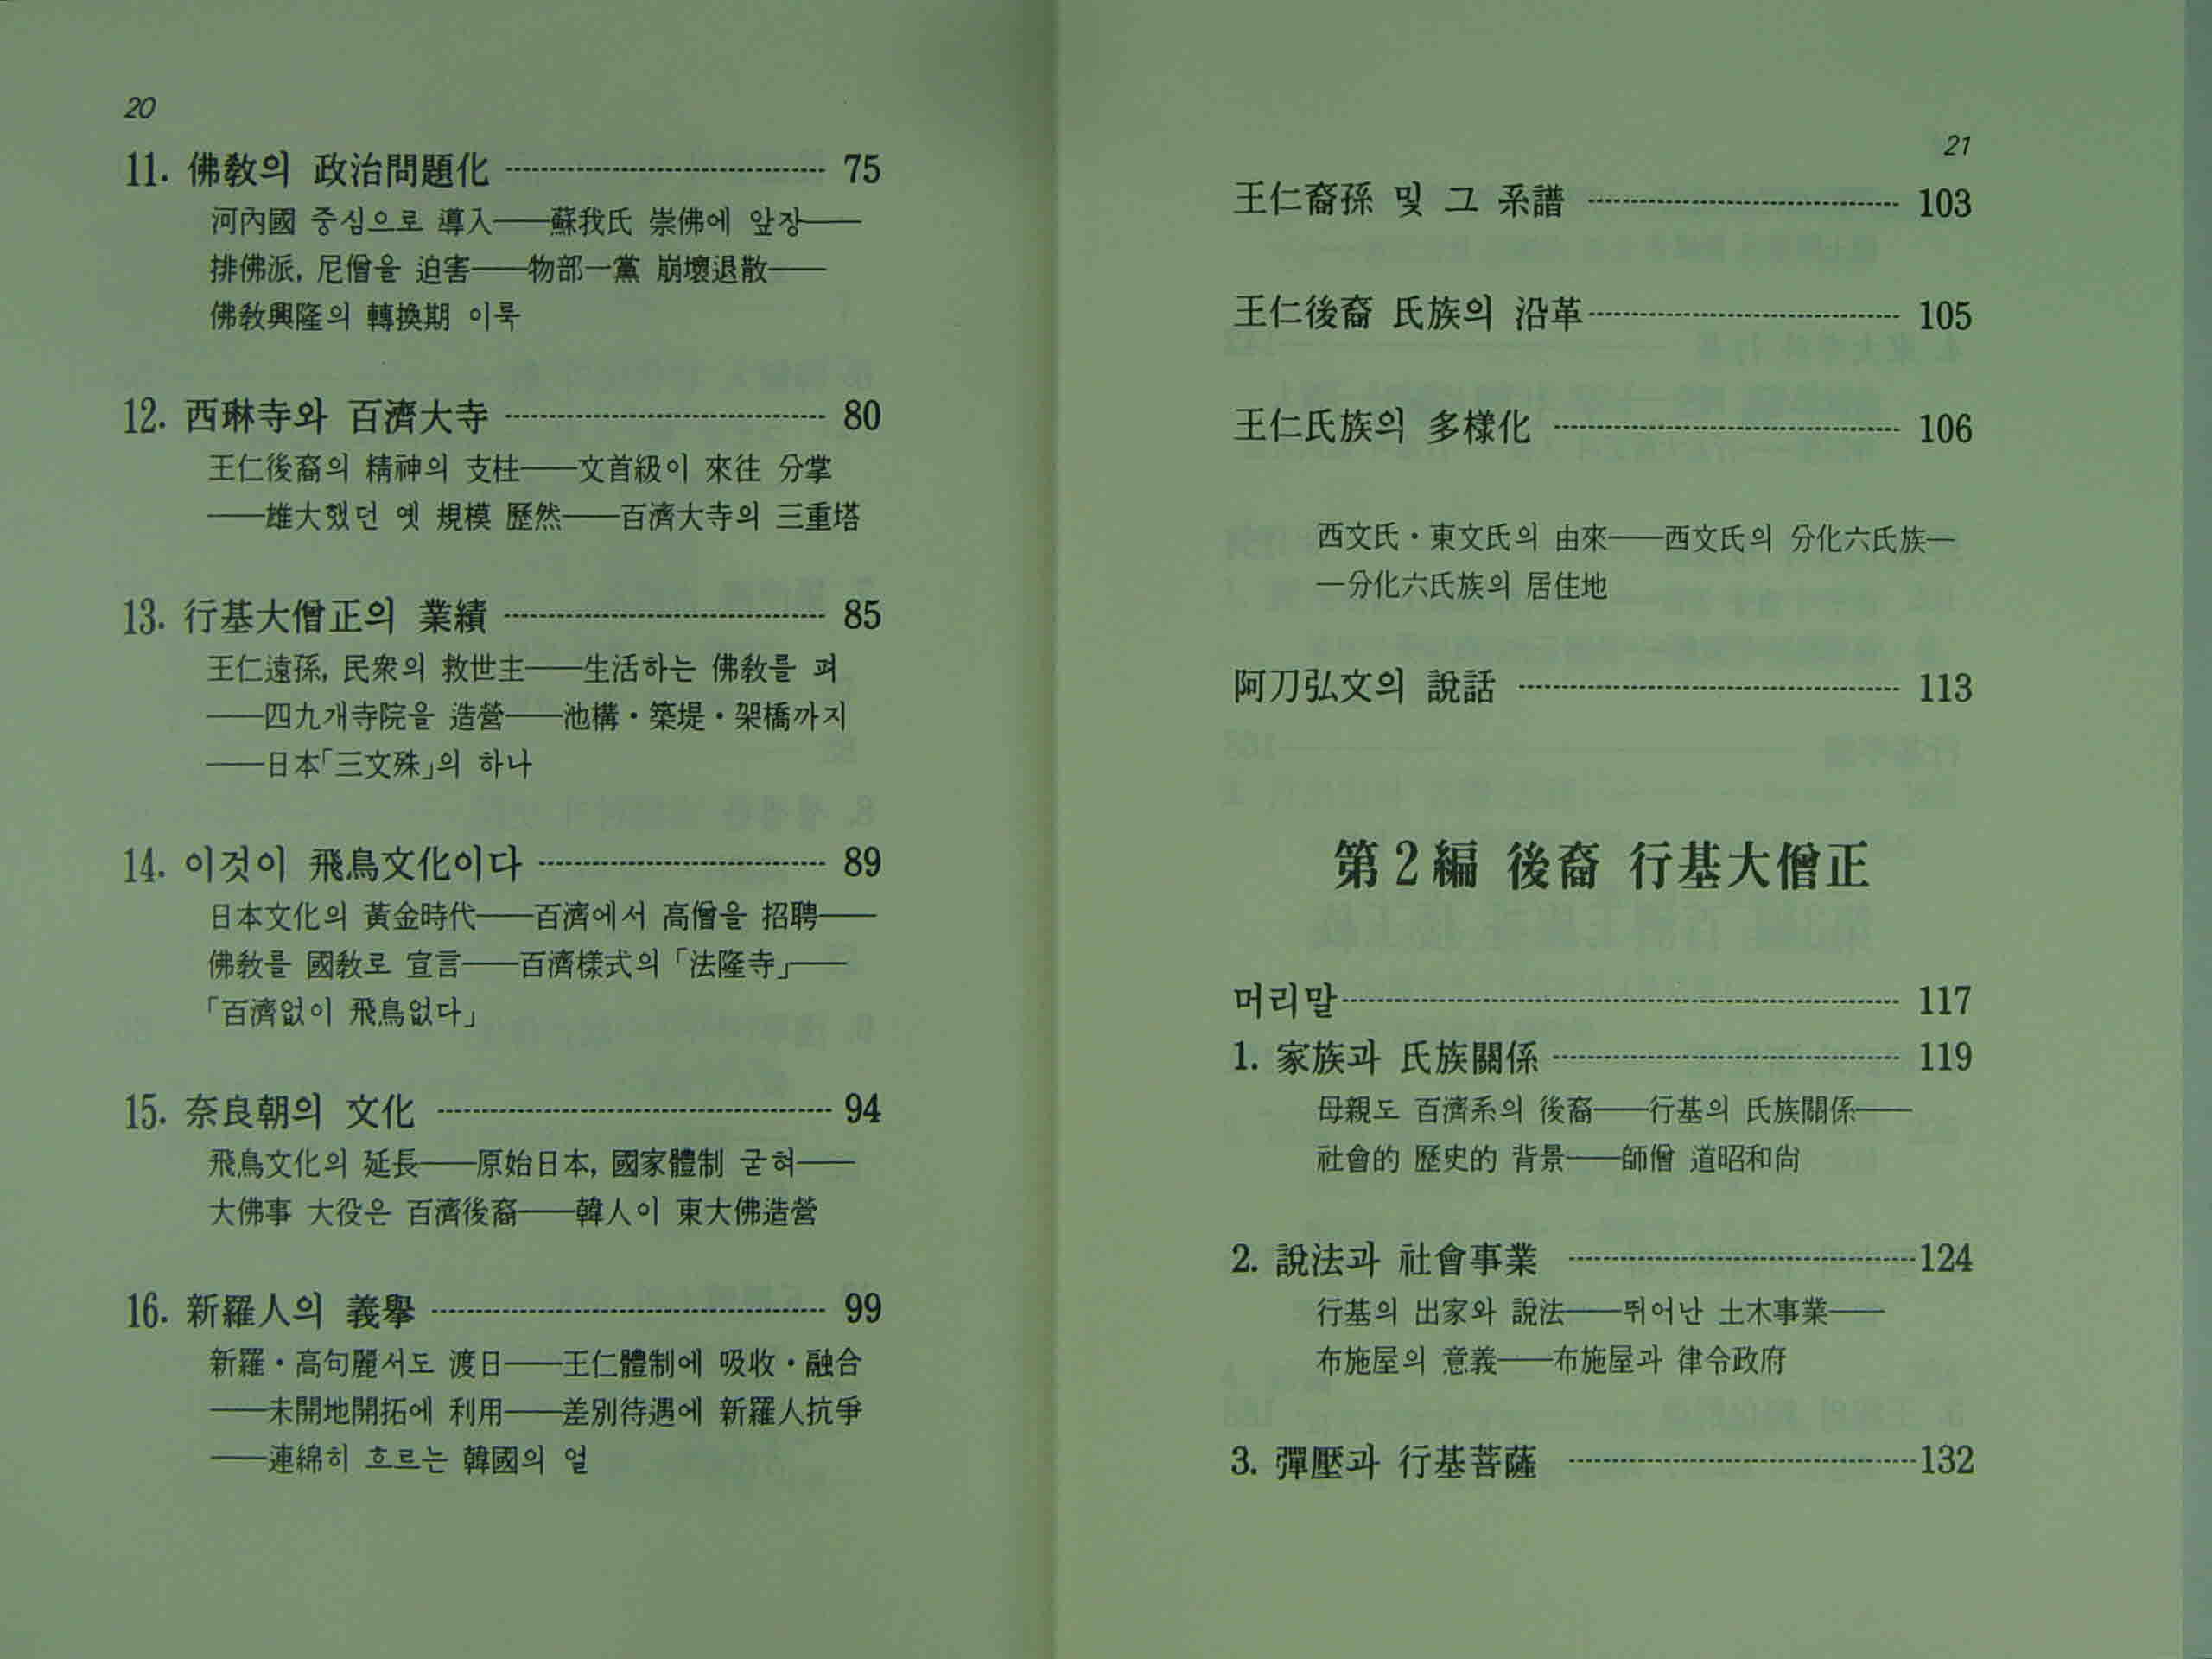 20
11. 佛敎의 政治問題化 ---------- 75
河內國 중심으로 導入――蘇我氏 崇佛에 앞장――
排佛派, 尼僧을 迫害――物部一黨 崩壞退散――
佛敎興隆의 轉換期 이룩
12. 西琳寺와 百濟大寺 ---------- 80
王仁後裔의 精神의 支柱――文首級이 來往 分掌
――雄大했던 옛 規模 歷然――百濟大寺의 三重塔
13. 行基大僧正의 業績 ---------- 85
王仁遠孫, 民衆의 救世主――生活하는 佛敎를 펴
――四九개寺院을 造營――池構・築堤・架橋까지
――日本「三文殊」의 하나
14. 이것이 飛鳥文化이다 ---------- 89
日本文化의 黃金時代――百濟에서 高僧을 招聘――
佛敎를 國敎로 宣言――百濟樣式의「法隆寺」――
「百濟없이 飛鳥없다」
15. 奈良朝의 文化 ---------- 94
飛鳥文化의 延長――原始日本, 國家體制 굳혀――
大佛事 大役은 百濟後裔――韓人이 東大佛造營
16. 新羅人의 義擧 ---------- 99
新羅・高句麗서도 渡日――王仁體制에 吸收・融合
――未開地開拓에 利用――差別待遇에 新羅人抗爭
――連綿히 흐르는 韓國의 얼
21
王仁裔孫 및 그 系譜 ---------- 103
王仁後裔 氏族의 沿革 ---------- 105
王仁氏族의 多樣化 ---------- 106
西文氏・東文氏의 由來――西文氏의 分化六氏族―
―分化六氏族의 居住地
阿刀弘文의 說話 ---------- 113
第2編 後裔 行基大僧正
머리말 ---------- 117
1. 家族과 氏族關係 ---------- 119
母親도 百濟系의 後裔――行基의 氏族關係――
社會的 歷史的 背景――師僧 道昭和尙
2. 說法과 社會事業 ---------- 124
行基의 出家와 說法――뛰어난 土木事業――
布施屋의 意義――布施屋과 律令政府
3. 彈壓과 行基菩薩 ---------- 132